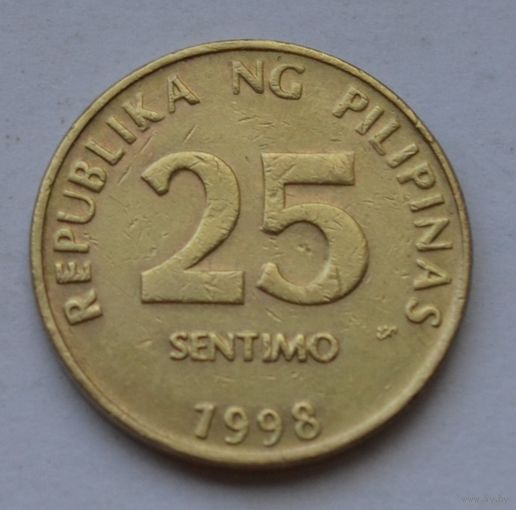 REPUBLIKA NG PILIPINAS
25
SENTIMO
1998